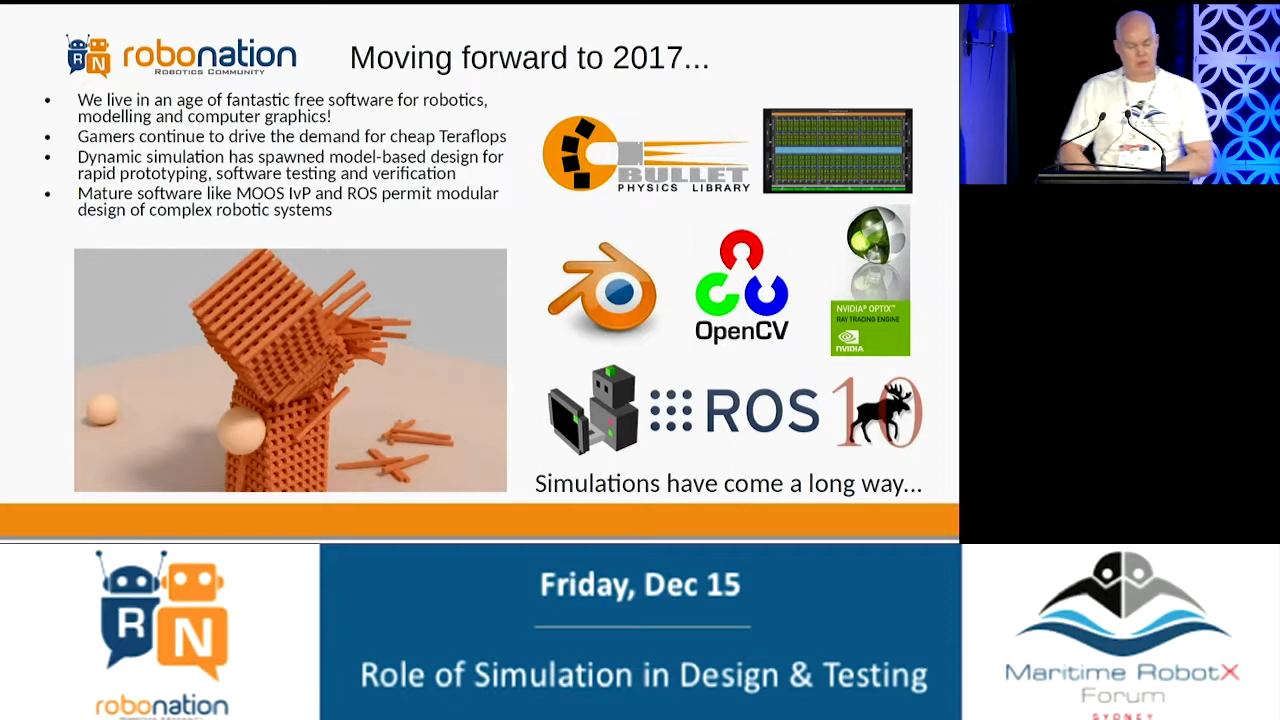 robonation
ROBOTICS COMMUNITY
Moving forward to 2017...
We live in an age of fantastic free software for robotics,
modelling and computer graphics!
Gamers continue to drive the demand for cheap Teraflops
Dynamic simulation has spawned model-based design for
rapid prototyping, software testing and verification
Mature software like MOOS IvP and ROS permit modular
design of complex robotic systems
BULLET
PHYSICS LIBRARY
OpenCV
NVIDIA® OPTIX™
RAY TRACING ENGINE
NVIDIA
ROS
10
Simulations have come a long way...
R N
robonation
Friday, Dec 15
Role of Simulation in Design & Testing
Maritime RobotX
Forum
SYDNEY